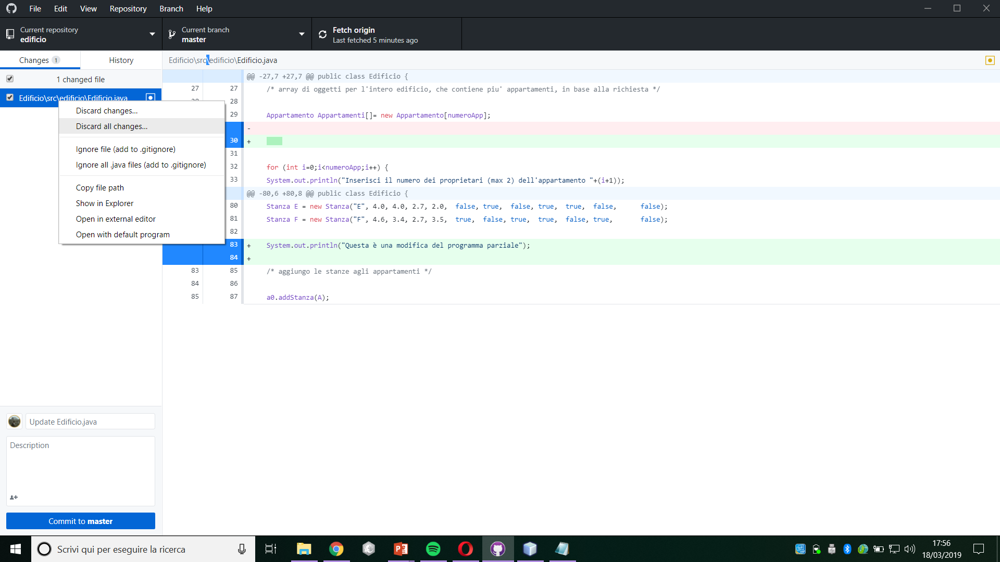 File Edit View Repository Branch Help
Current repository
edificio
Current branch
master
Fetch origin
Last fetched 5 minutes ago
Changes 1
History
Edificio\src\edificio\Edificio.java
1 changed file
Edificio\src\edificio\Edificio.java
Discard changes...
Discard all changes...
Ignore file (add to .gitignore)
Ignore all .java files (add to .gitignore)
Copy file path
Show in Explorer
Open in external editor
Open with default program
@@ -27,7 +27,7 @@ public class Edificio {
27 27 /* array di oggetti per l'intero edificio, che contiene piu' appartamenti, in base alla richiesta */
28
29 Appartamento Appartamenti[]= new Appartamento[numeroApp];
-
30 +
31
32 for (int i=0;i<numeroApp;i++) {
33 System.out.println("Inserisci il numero dei proprietari (max 2) dell'appartamento "+(i+1));
@@ -80,6 +80,8 @@ public class Edificio {
80 Stanza E = new Stanza("E", 4.0, 4.0, 2.7, 2.0, false, true, false, true, true, false, false);
81 Stanza F = new Stanza("F", 4.6, 3.4, 2.7, 3.5, true, false, true, true, false, true, false);
82
83 + System.out.println("Questa è una modifica del programma parziale");
84 +
83 85 /* aggiungo le stanze agli appartamenti */
84 86
85 87 a0.addStanza(A);
Update Edificio.java
Description
Commit to master
Scrivi qui per eseguire la ricerca
17:56
18/03/2019